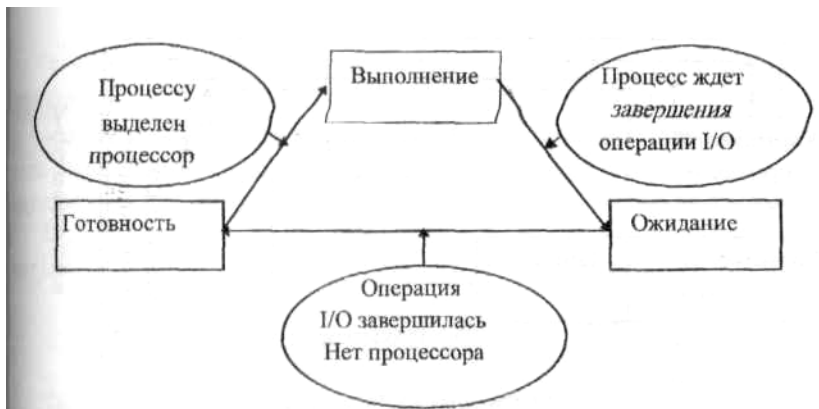 Процессу
выделен
процессор
Выполнение
Процесс ждет
завершения
операции I/O
Готовность
Ожидание
Операция
I/O завершилась
Нет процессора